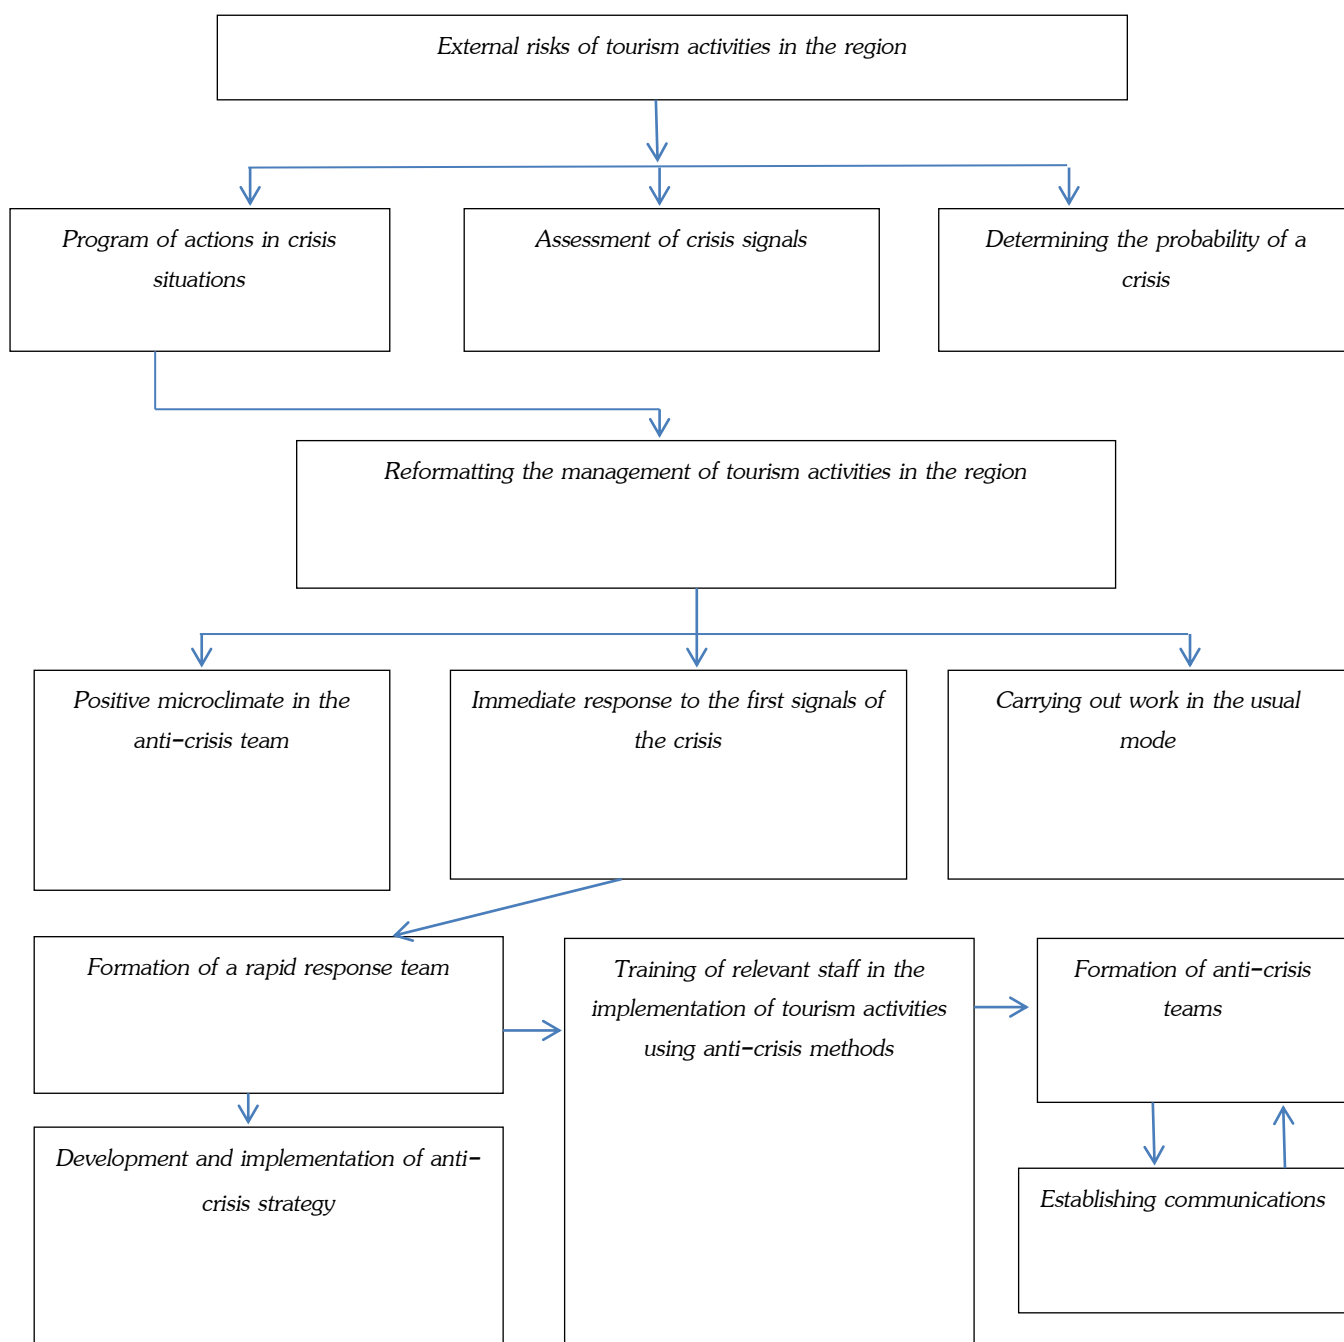 External risks of tourism activities in the region
Program of actions in crisis
situations
Assessment of crisis signals
Determining the probability of a
crisis
Reformatting the management of tourism activities in the region
Positive microclimate in the
anti-crisis team
Immediate response to the first signals of
the crisis
Carrying out work in the usual
mode
Formation of a rapid response team
Training of relevant staff in the
implementation of tourism activities
using anti-crisis methods
Formation of anti-crisis
teams
Development and implementation of anti-
crisis strategy
Establishing communications